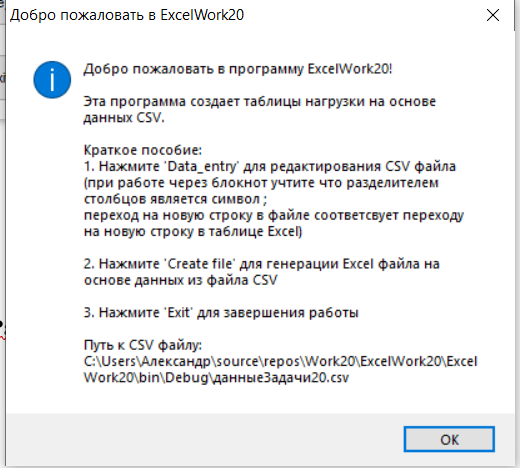 Добро пожаловать в ExcelWork20
Добро пожаловать в программу ExcelWork20!
Эта программа создает таблицы нагрузки на основе
данных CSV.
Краткое пособие:
1. Нажмите 'Data_entry' для редактирования CSV файла
(при работе через блокнот учтите что разделителем
столбцов является символ ;
переход на новую строку в файле соответсвует переходу
на новую строку в таблице Excel)
2. Нажмите 'Create file' для генерации Excel файла на
основе данных из файла CSV
3. Нажмите 'Exit' для завершения работы
Путь к CSV файлу:
C:\Users\Александр\source\repos\Work20\ExcelWork20\Excel
Work20\bin\Debug\данныеЗадачи20.csv
OK